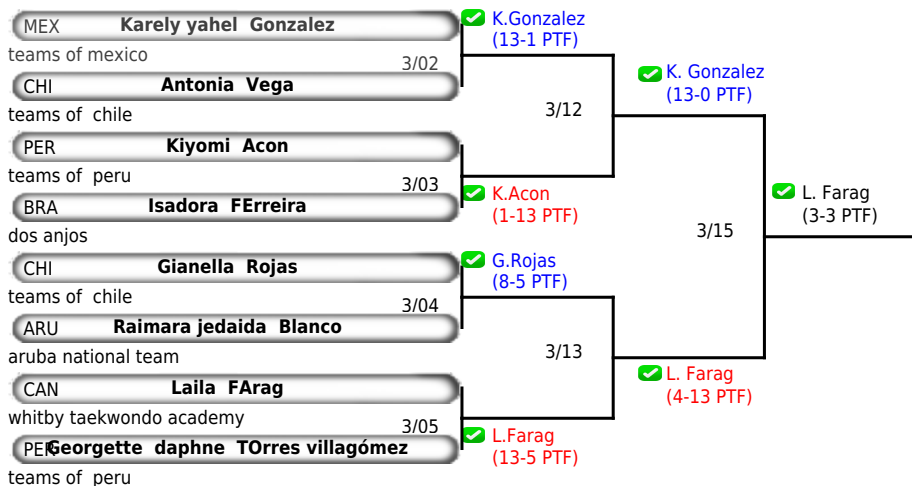 MEX Karely yahel Gonzalez
teams of mexico
3/02
CHI Antonia Vega
teams of chile
PER Kiyomi Acon
teams of peru
3/03
BRA Isadora FErreira
dos anjos
CHI Gianella Rojas
teams of chile
3/04
ARU Raimara jedaida Blanco
aruba national team
CAN Laila FArag
whitby taekwondo academy
3/05
PER Georgette daphne TOrres villagómez
teams of peru
K.Gonzalez
(13-1 PTF)
3/12
K.Acon
(1-13 PTF)
G.Rojas
(8-5 PTF)
3/13
L.Farag
(13-5 PTF)
K. Gonzalez
(13-0 PTF)
3/15
L. Farag
(4-13 PTF)
L. Farag
(3-3 PTF)